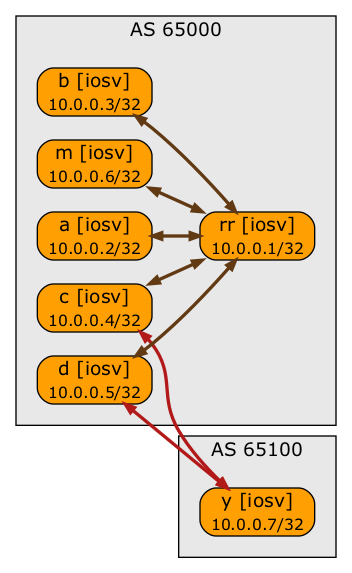 AS 65000
b [iosv]
10.0.0.3/32
m [iosv]
10.0.0.6/32
a [iosv]
10.0.0.2/32
rr [iosv]
10.0.0.1/32
c [iosv]
10.0.0.4/32
d [iosv]
10.0.0.5/32
AS 65100
y [iosv]
10.0.0.7/32